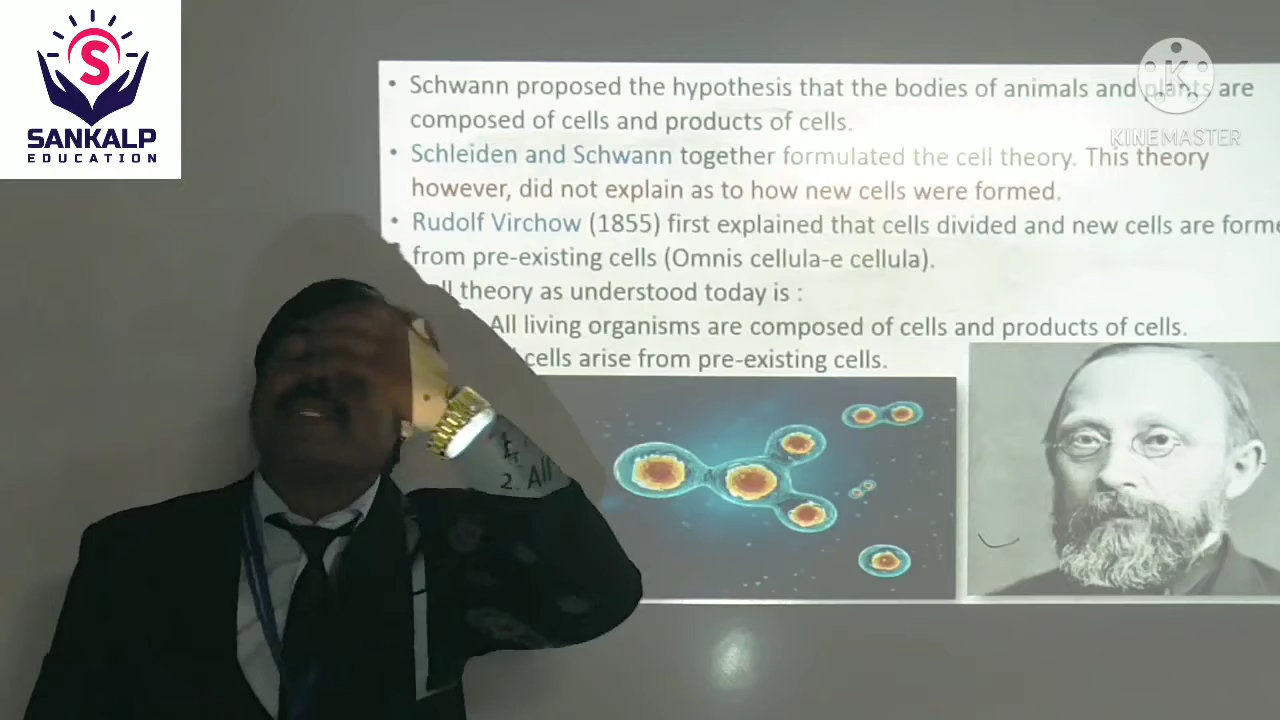 S
SANKALP
EDUCATION
• Schwann proposed the hypothesis that the bodies of animals and plants are
composed of cells and products of cells.
• Schleiden and Schwann together formulated the cell theory. This theory
however, did not explain as to how new cells were formed.
• Rudolf Virchow (1855) first explained that cells divided and new cells are forme
from pre-existing cells (Omnis cellula-e cellula).
ll theory as understood today is :
All living organisms are composed of cells and products of cells.
cells arise from pre-existing cells.
2. All
K
KINEMASTER